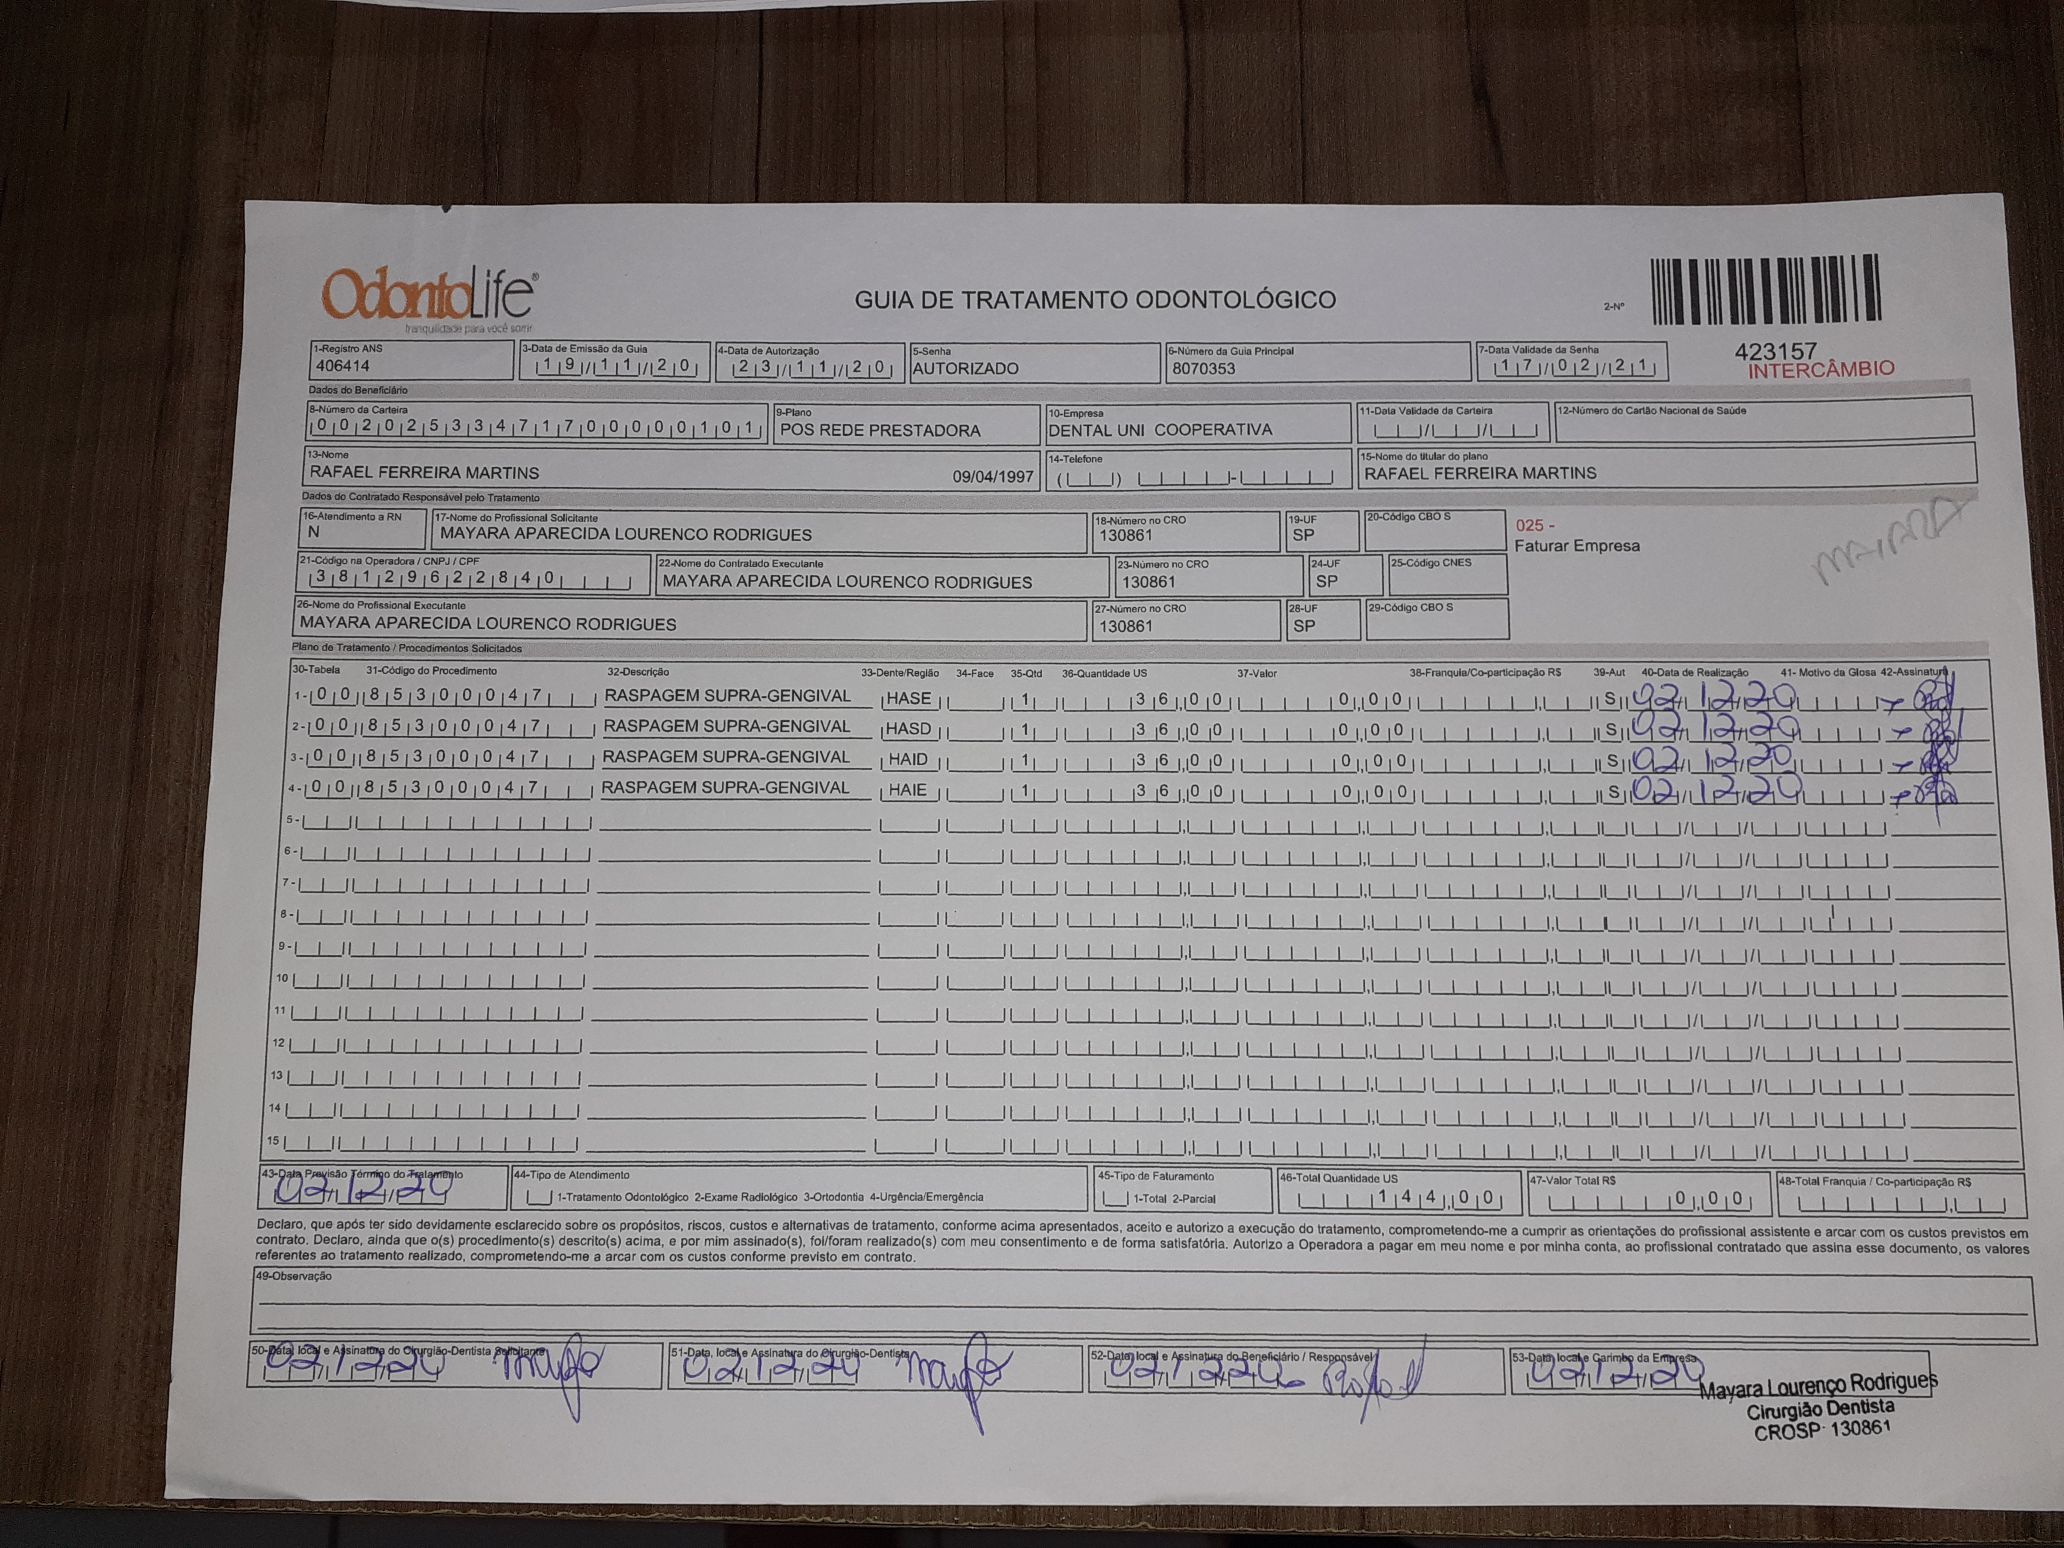 OdontoLife®
tranquilidade para você sorrir
GUIA DE TRATAMENTO ODONTOLÓGICO
2-Nº
423157
INTERCÂMBIO
1-Registro ANS
406414
3-Data de Emissão da Guia
19/11/20
4-Data de Autorização
23/11/20
5-Senha
AUTORIZADO
6-Número da Guia Principal
8070353
7-Data Validade da Senha
17/02/21
Dados do Beneficiário
8-Número da Carteira
00202533471700000101
9-Plano
POS REDE PRESTADORA
10-Empresa
DENTAL UNI COOPERATIVA
11-Data Validade da Carteira
12-Número do Cartão Nacional de Saúde
13-Nome
RAFAEL FERREIRA MARTINS 09/04/1997
14-Telefone
15-Nome do titular do plano
RAFAEL FERREIRA MARTINS
Dados do Contratado Responsável pelo Tratamento
16-Atendimento a RN
N
17-Nome do Profissional Solicitante
MAYARA APARECIDA LOURENCO RODRIGUES
18-Número no CRO
130861
19-UF
SP
20-Código CBO S
025 -
Faturar Empresa
21-Código na Operadora / CNPJ / CPF
38129622840
22-Nome do Contratado Executante
MAYARA APARECIDA LOURENCO RODRIGUES
23-Número no CRO
130861
24-UF
SP
25-Código CNES
26-Nome do Profissional Executante
MAYARA APARECIDA LOURENCO RODRIGUES
27-Número no CRO
130861
28-UF
SP
29-Código CBO S
Plano de Tratamento / Procedimentos Solicitados
30-Tabela 31-Código do Procedimento 32-Descrição 33-Dente/Região 34-Face 35-Qtd 36-Quantidade US 37-Valor 38-Franquia/Co-participação R$ 39-Aut 40-Data de Realização 41- Motivo da Glosa 42-Assinatura
1- 00 85300047 RASPAGEM SUPRA-GENGIVAL HASE 1 36,00 0,00 S 02/12/20
2- 00 85300047 RASPAGEM SUPRA-GENGIVAL HASD 1 36,00 0,00 S 02/12/20
3- 00 85300047 RASPAGEM SUPRA-GENGIVAL HAID 1 36,00 0,00 S 02/12/20
4- 00 85300047 RASPAGEM SUPRA-GENGIVAL HAIE 1 36,00 0,00 S 02/12/20
5-
6-
7-
8-
9-
10
11
12
13
14
15
43-Data Previsão Término do Tratamento
02/12/20
44-Tipo de Atendimento
1-Tratamento Odontológico 2-Exame Radiológico 3-Ortodontia 4-Urgência/Emergência
45-Tipo de Faturamento
1-Total 2-Parcial
46-Total Quantidade US
144,00
47-Valor Total R$
0,00
48-Total Franquia / Co-participação R$
Declaro, que após ter sido devidamente esclarecido sobre os propósitos, riscos, custos e alternativas de tratamento, conforme acima apresentados, aceito e autorizo a execução do tratamento, comprometendo-me a cumprir as orientações do profissional assistente e arcar com os custos previstos em
contrato. Declaro, ainda que o(s) procedimento(s) descrito(s) acima, e por mim assinado(s), foi/foram realizado(s) com meu consentimento e de forma satisfatória. Autorizo a Operadora a pagar em meu nome e por minha conta, ao profissional contratado que assina esse documento, os valores
referentes ao tratamento realizado, comprometendo-me a arcar com os custos conforme previsto em contrato.
49-Observação
50-Data, local e Assinatura do Cirurgião-Dentista Solicitante
02/12/20
51-Data, local e Assinatura do Cirurgião-Dentista
02/12/20
52-Data, local e Assinatura do Beneficiário / Responsável
02/12/20
53-Data, local e Carimbo da Empresa
02/12/20
Mayara Lourenço Rodrigues
Cirurgião Dentista
CROSP: 130861